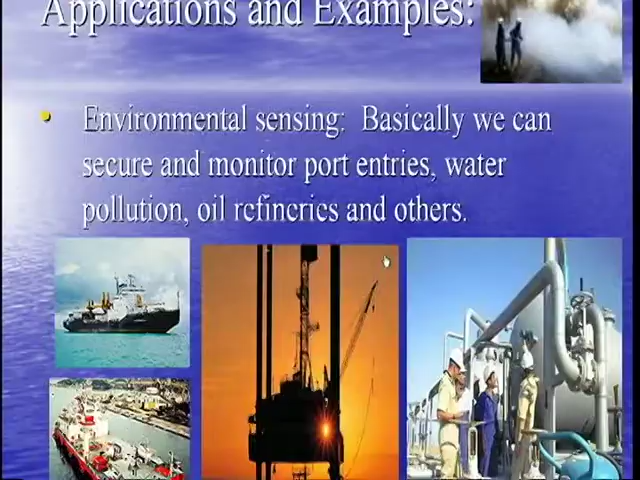 Applications and Examples:
Environmental sensing: Basically we can
secure and monitor port entries, water
pollution, oil refineries and others.